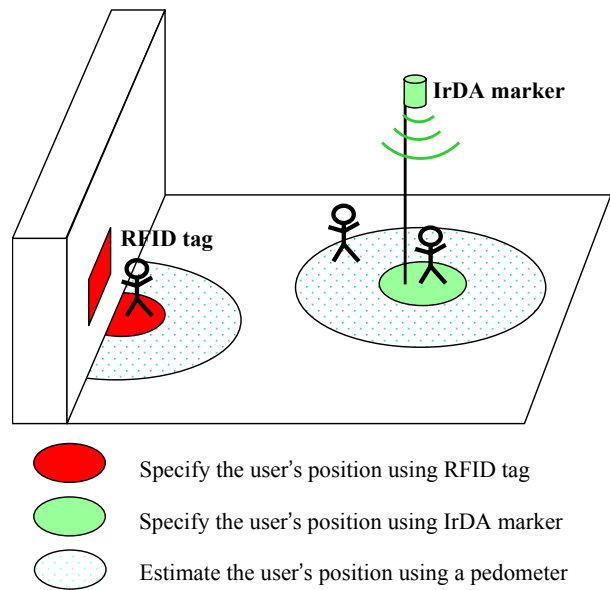 IrDA marker
RFID tag
Specify the user's position using RFID tag
Specify the user's position using IrDA marker
Estimate the user's position using a pedometer